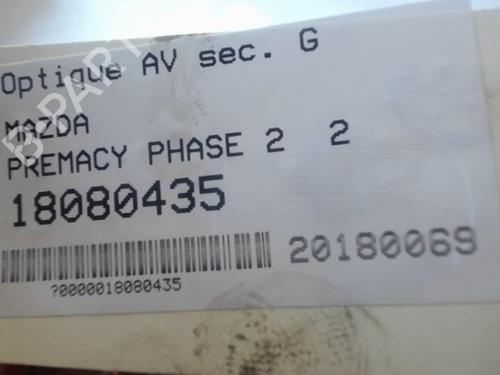 Optique AV sec. G
MAZDA
PREMACY PHASE 2 2
18080435
20180069
?0000018080435